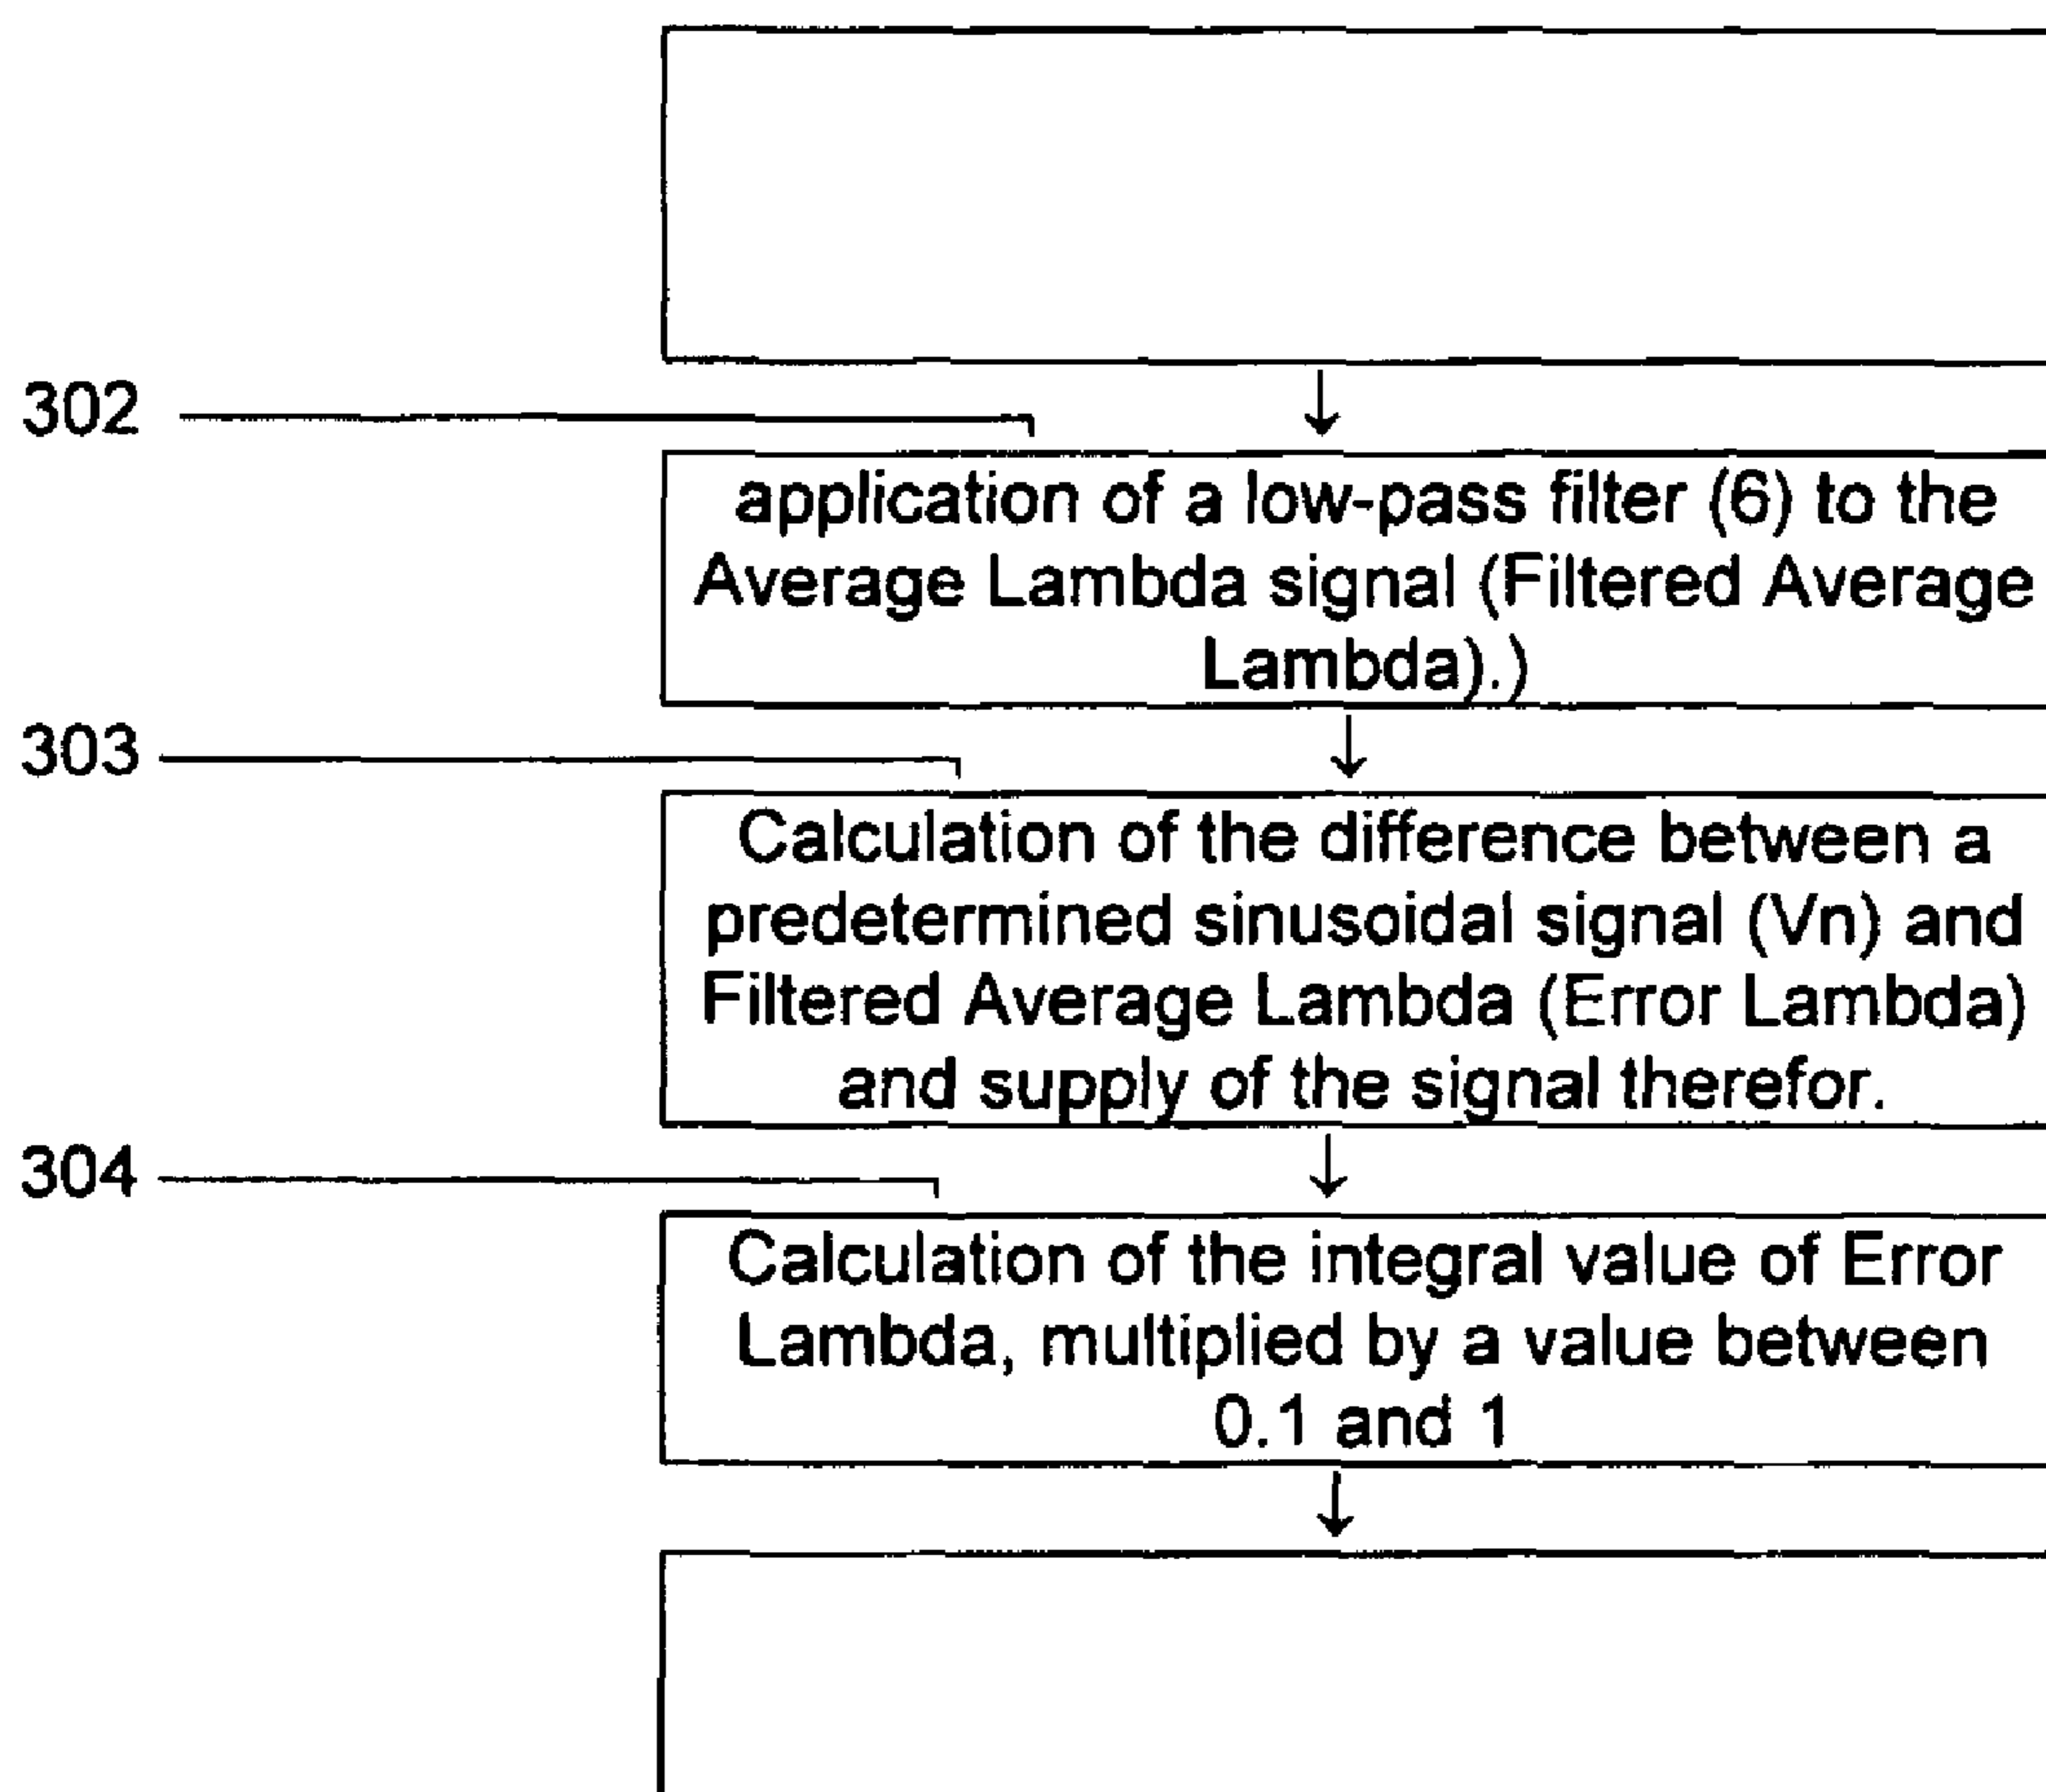 302
application of a low-pass filter (6) to the
Average Lambda signal (Filtered Average
Lambda).)
303
Calculation of the difference between a
predetermined sinusoidal signal (Vn) and
Filtered Average Lambda (Error Lambda)
and supply of the signal therefor.
304
Calculation of the integral value of Error
Lambda, multiplied by a value between
0.1 and 1